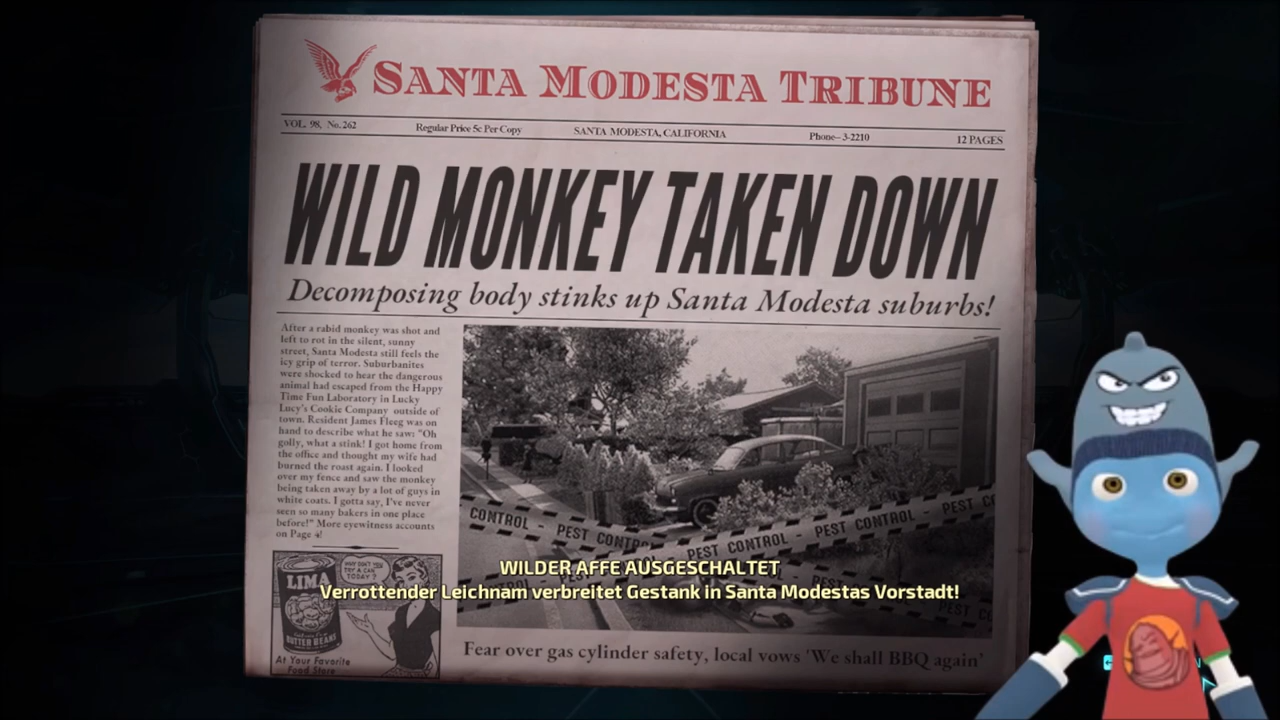 SANTA MODESTA TRIBUNE
VOL. 98, No. 262 Regular Price 5c Per Copy SANTA MODESTA, CALIFORNIA Phone– 3-2210 12 PAGES
WILD MONKEY TAKEN DOWN
Decomposing body stinks up Santa Modesta suburbs!
After a rabid monkey was shot and
left to rot in the silent, sunny
street, Santa Modesta still feels the
icy grip of terror. Suburbanites
were shocked to hear the dangerous
animal had escaped from the Happy
Time Fun Laboratory in Lucky
Lucy's Cookie Company outside of
town. Resident James Fleeg was on
hand to describe what he saw: "Oh
golly, what a stink! I got home from
the office and thought my wife had
burned the roast again. I looked
over my fence and saw the monkey
being taken away by a lot of guys in
white coats. I gotta say, I've never
seen so many bakers in one place
before!" More eyewitness accounts
on Page 4!
CONTROL - PEST CONTROL
PEST CONTROL - PEST CONTROL - PEST C
WILDER AFFE AUSGESCHALTET
Verrottender Leichnam verbreitet Gestank in Santa Modestas Vorstadt!
WHY DON'T YOU
TRY A CAN
TODAY?
LIMA
BUTTER BEANS
At Your Favorite
Food Store
Fear over gas cylinder safety, local vows 'We shall BBQ again'